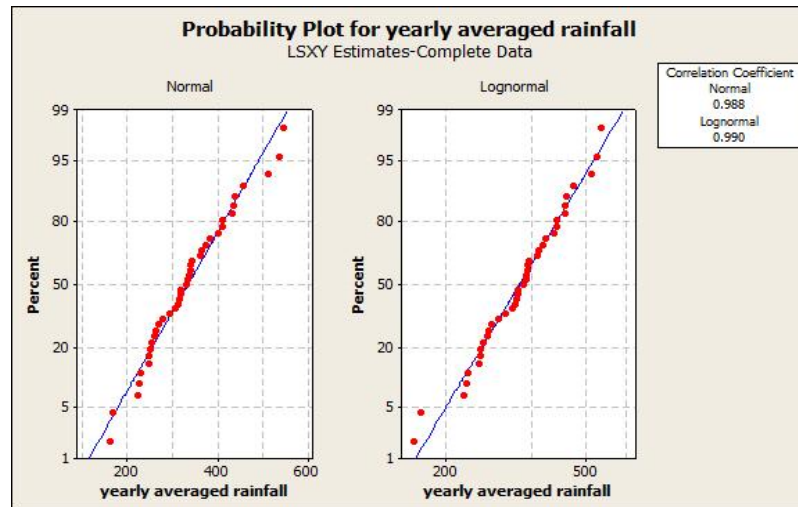 Probability Plot for yearly averaged rainfall
LSXY Estimates-Complete Data
Normal
Lognormal
Correlation Coefficient
Normal
0.988
Lognormal
0.990
99
95
80
50
20
5
1
Percent
200 400 600
yearly averaged rainfall
99
95
80
50
20
5
1
Percent
200 500
yearly averaged rainfall